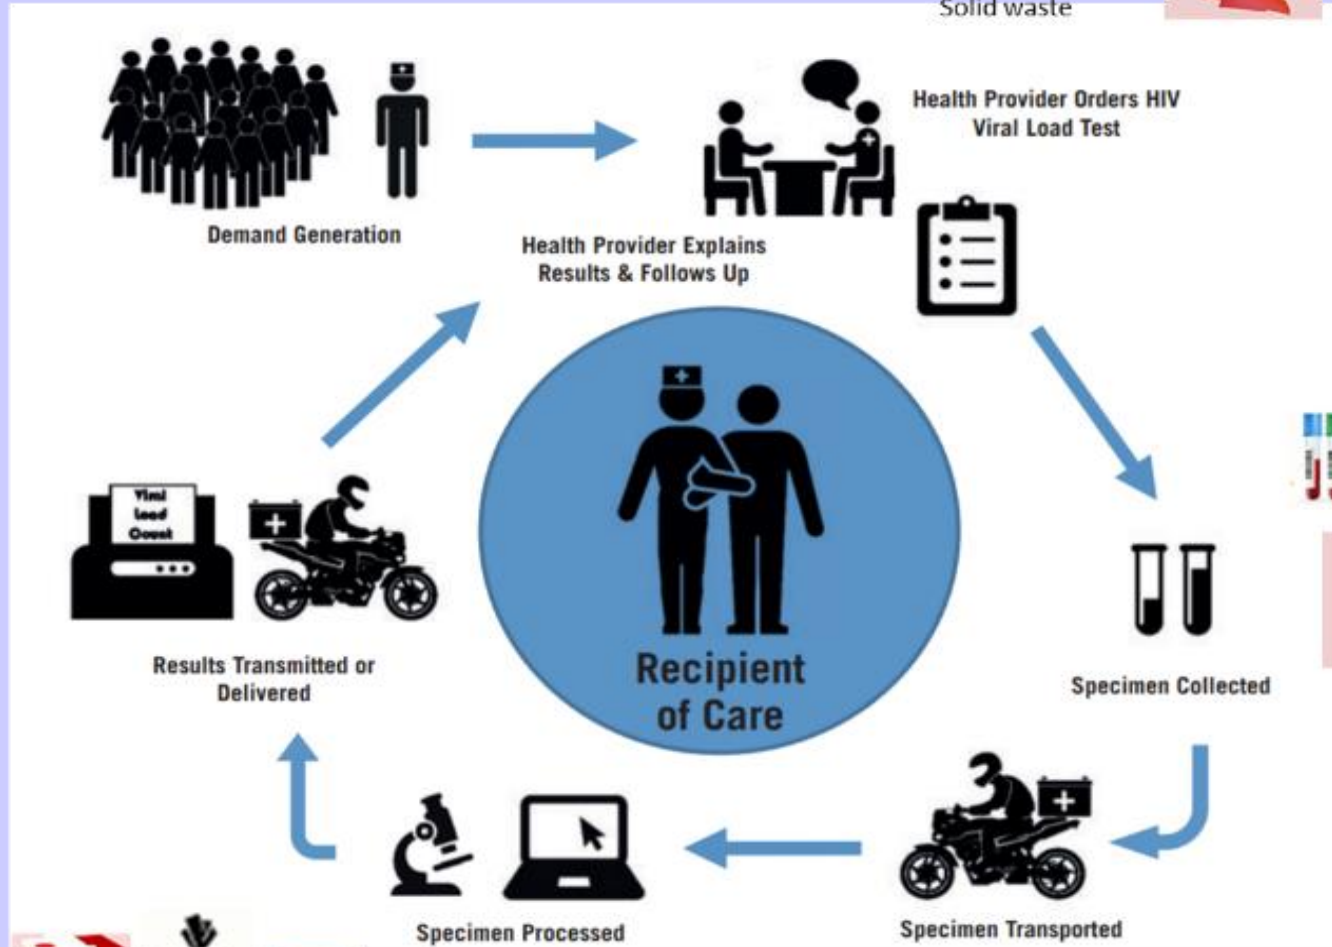 Solid waste
Demand Generation
Health Provider Orders HIV
Viral Load Test
Health Provider Explains
Results & Follows Up
Viral
Load
Count
Results Transmitted or
Delivered
Recipient
of Care
Specimen Collected
Specimen Processed
Specimen Transported